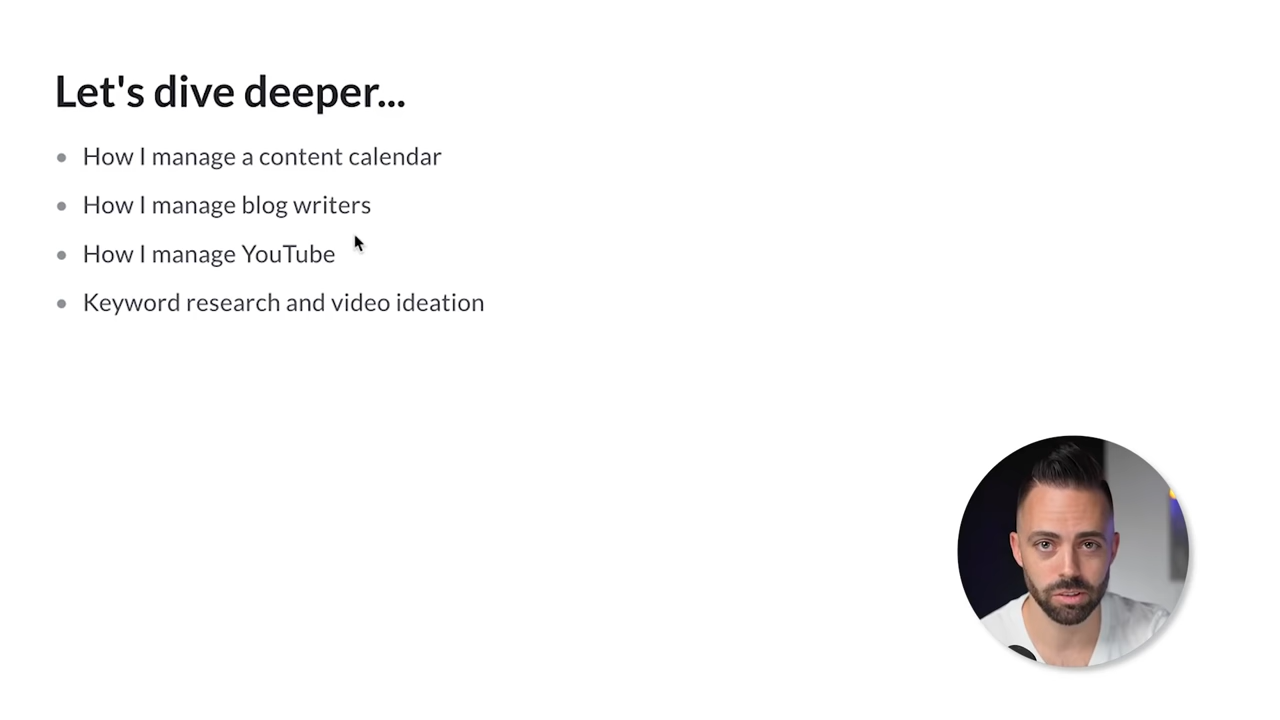 Let's dive deeper...
• How I manage a content calendar
• How I manage blog writers
• How I manage YouTube
• Keyword research and video ideation